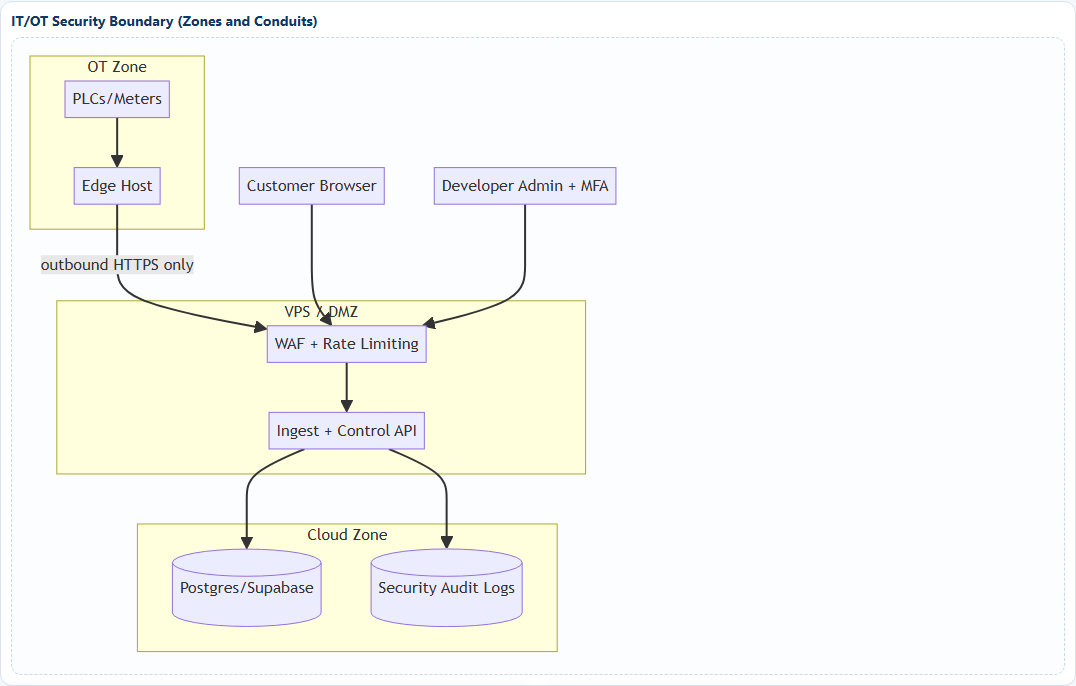 IT/OT Security Boundary (Zones and Conduits)
OT Zone
PLCs/Meters
Edge Host
Customer Browser
Developer Admin + MFA
outbound HTTPS only
VPS / DMZ
WAF + Rate Limiting
Ingest + Control API
Cloud Zone
Postgres/Supabase
Security Audit Logs